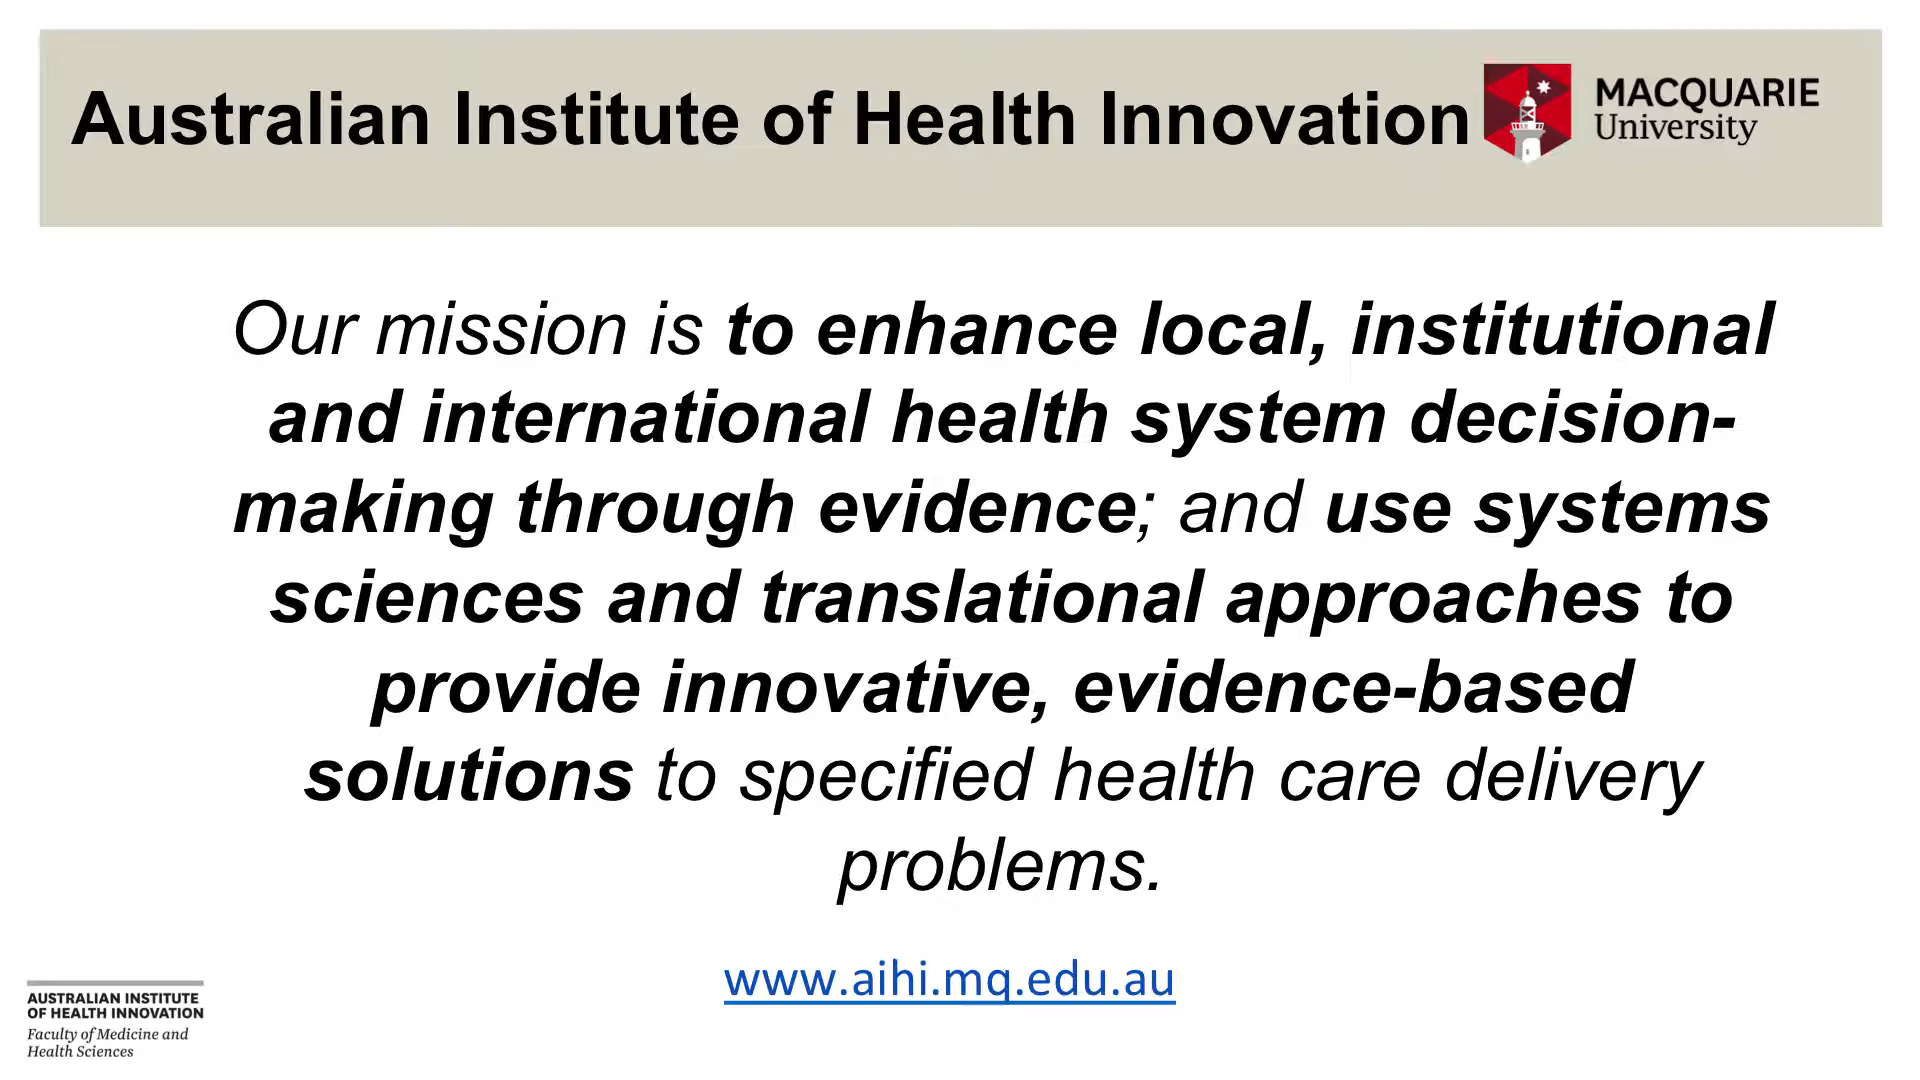 Australian Institute of Health Innovation
MACQUARIE
University
Our mission is to enhance local, institutional
and international health system decision-
making through evidence; and use systems
sciences and translational approaches to
provide innovative, evidence-based
solutions to specified health care delivery
problems.
www.aihi.mq.edu.au
AUSTRALIAN INSTITUTE
OF HEALTH INNOVATION
Faculty of Medicine and
Health Sciences